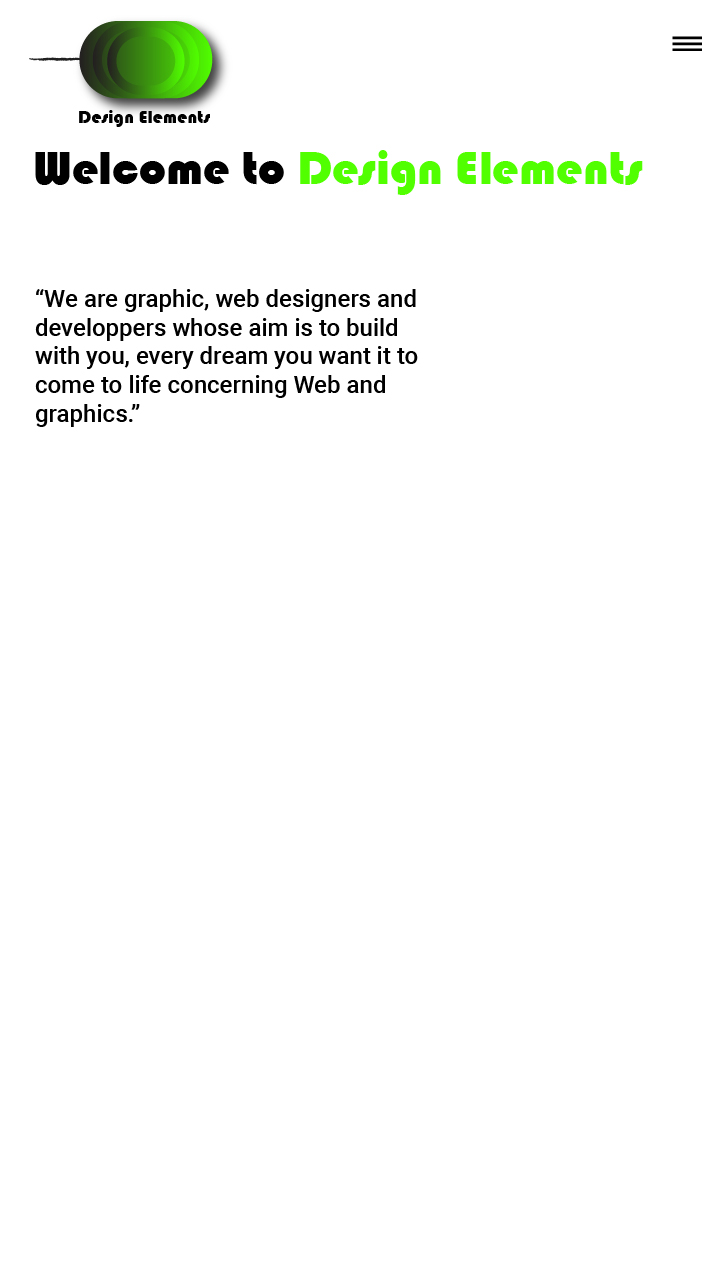 Design Elements
Welcome to Design Elements
“We are graphic, web designers and
developpers whose aim is to build
with you, every dream you want it to
come to life concerning Web and
graphics.”